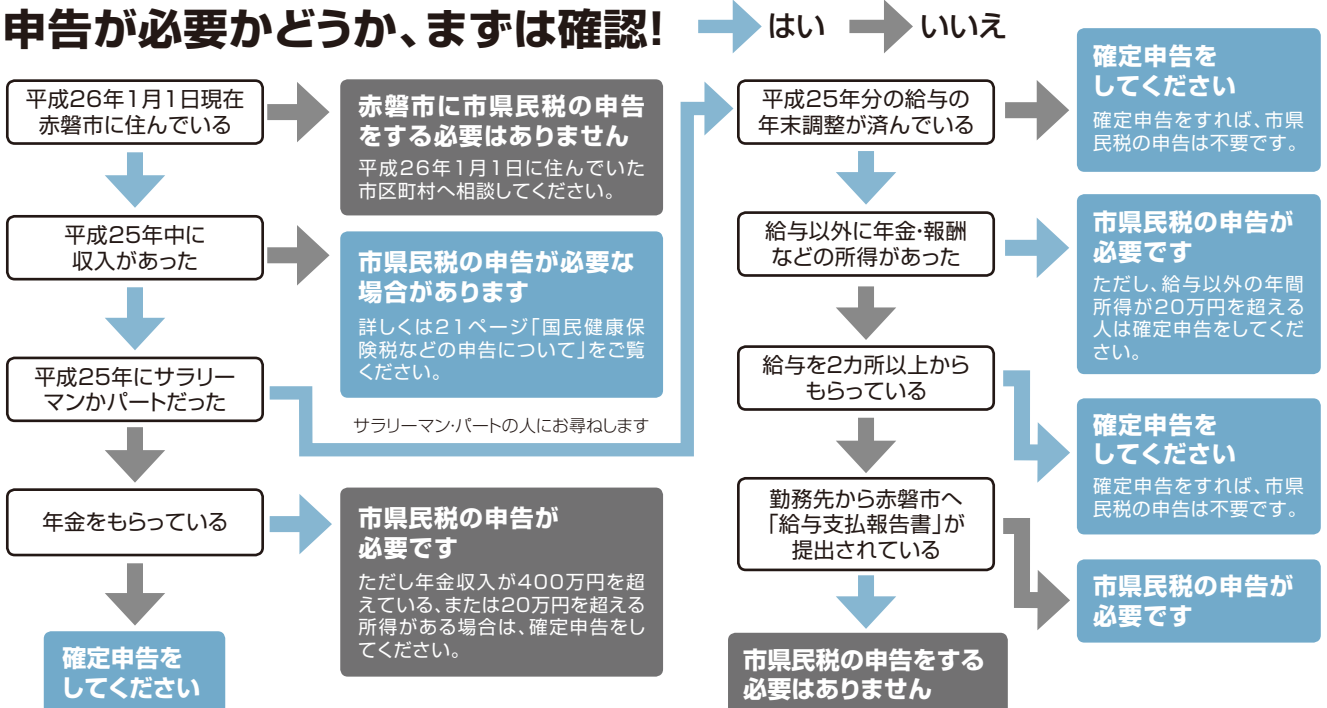 申告が必要かどうか、まずは確認!
はい
いいえ
平成26年1月1日現在
赤磐市に住んでいる
赤磐市に市県民税の申告
をする必要はありません
平成26年1月1日に住んでいた
市区町村へ相談してください。
平成25年中に
収入があった
市県民税の申告が必要な
場合があります
詳しくは21ページ「国民健康保
険税などの申告について」をご覧
ください。
平成25年にサラリー
マンかパートだった
サラリーマン・パートの人にお尋ねします
年金をもらっている
市県民税の申告が
必要です
ただし年金収入が400万円を超
えている、または20万円を超える
所得がある場合は、確定申告をし
てください。
確定申告を
してください
平成25年分の給与の
年末調整が済んでいる
確定申告を
してください
確定申告をすれば、市県
民税の申告は不要です。
給与以外に年金・報酬
などの所得があった
市県民税の申告が
必要です
ただし、給与以外の年間
所得が20万円を超える
人は確定申告をしてくだ
さい。
給与を2カ所以上から
もらっている
確定申告を
してください
確定申告をすれば、市県
民税の申告は不要です。
勤務先から赤磐市へ
「給与支払報告書」が
提出されている
市県民税の申告が
必要です
市県民税の申告をする
必要はありません